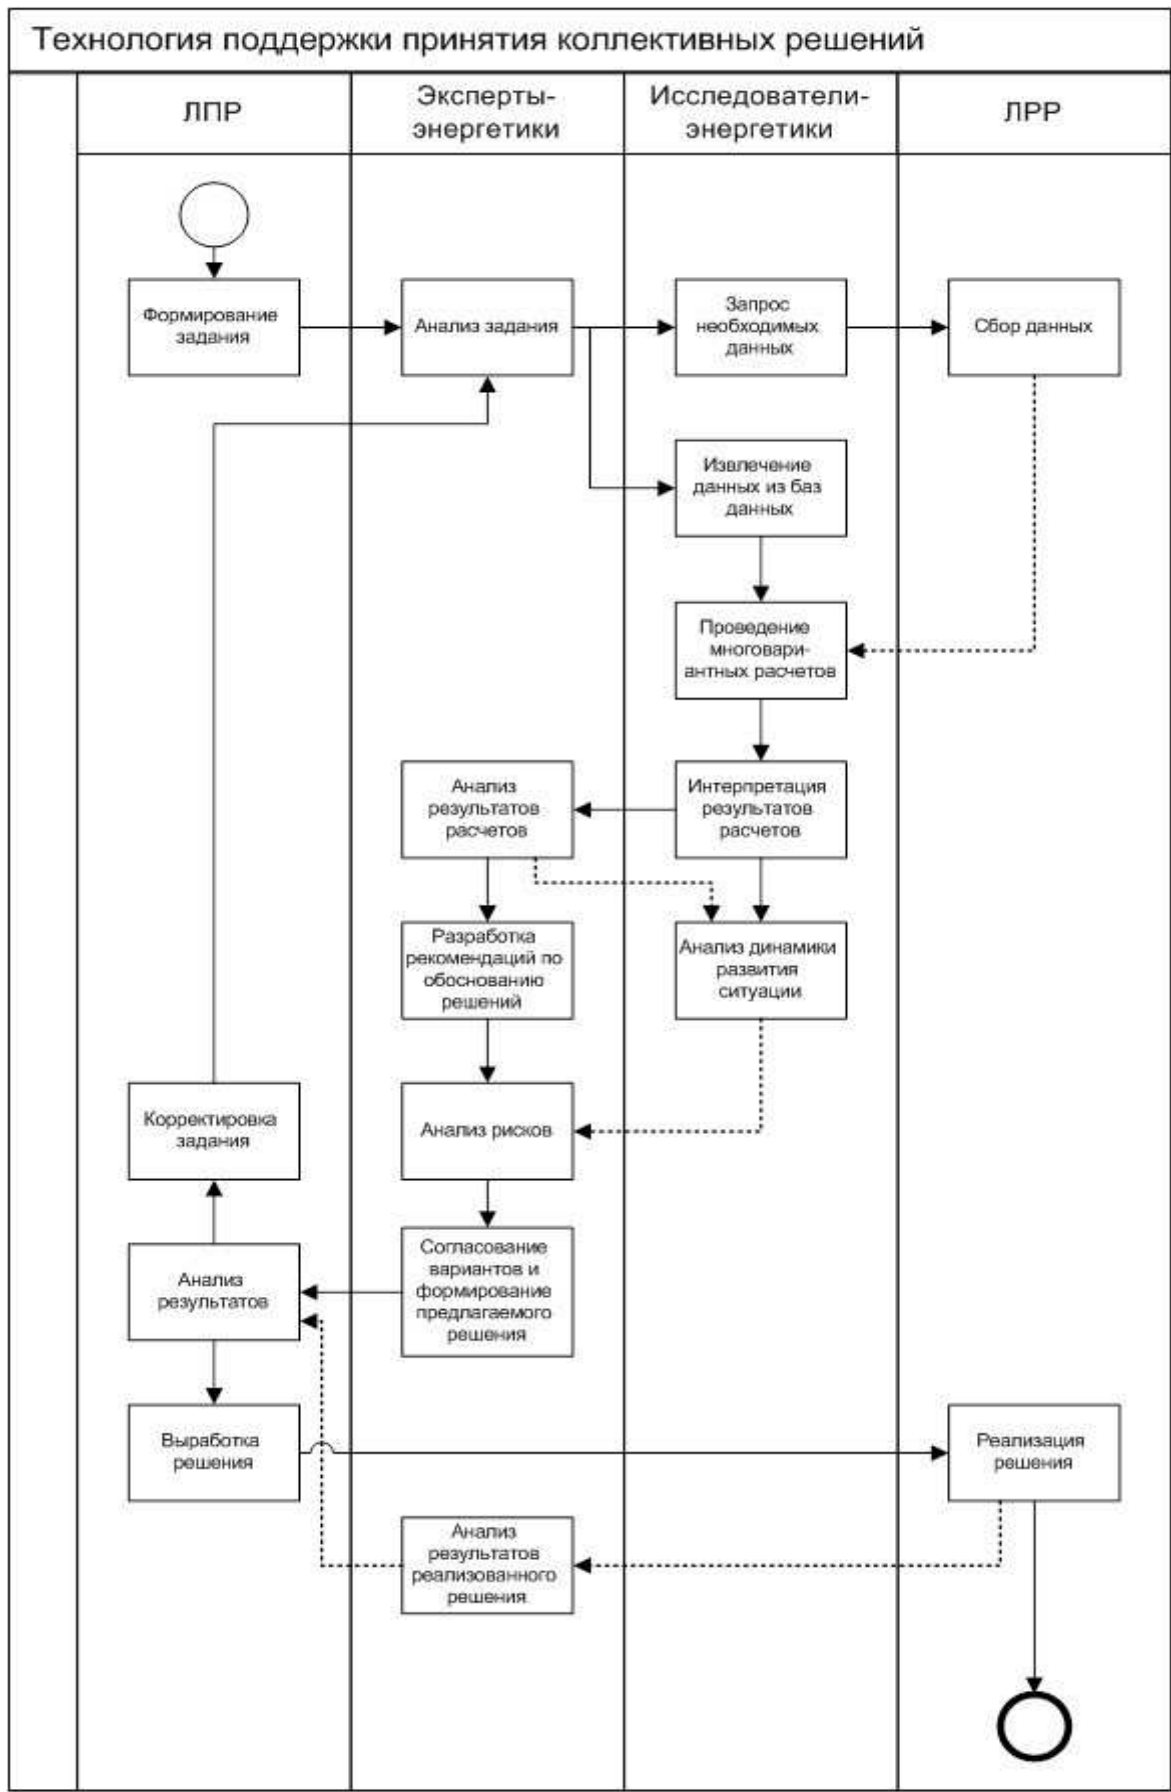 Технология поддержки принятия коллективных решений
ЛПР
Эксперты-
энергетики
Исследователи-
энергетики
ЛРР
Формирование
задания
Анализ задания
Запрос
необходимых
данных
Сбор данных
Извлечение
данных из баз
данных
Проведение
многовари-
антных расчетов
Анализ
результатов
расчетов
Интерпретация
результатов
расчетов
Разработка
рекомендаций по
обоснованию
решений
Анализ динамики
развития
ситуации
Корректировка
задания
Анализ рисков
Анализ
результатов
Согласование
вариантов и
формирование
предлагаемого
решения
Выработка
решения
Реализация
решения
Анализ
результатов
реализованного
решения